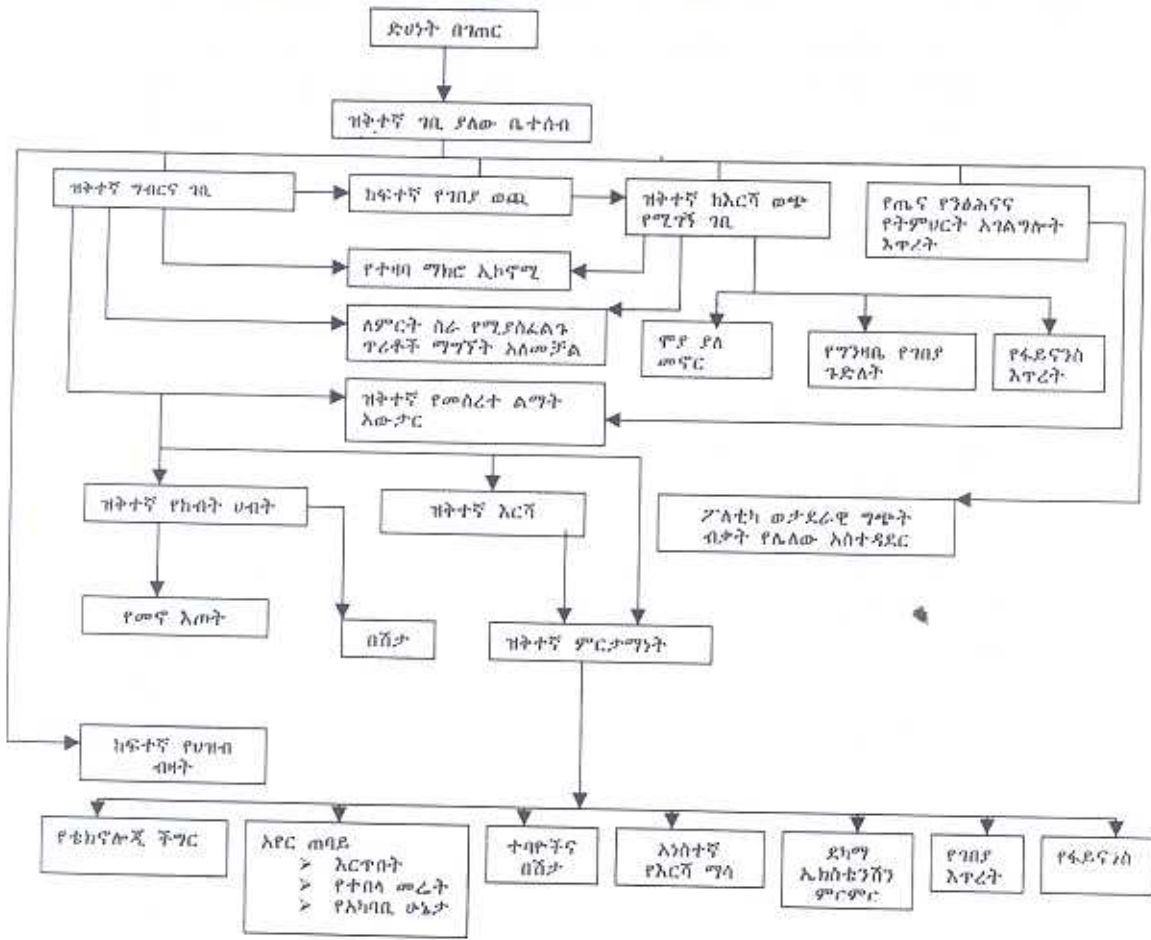 ድህነት በገጠር
ዝቅተኛ ገቢ ያለው ቤተሰብ
ዝቅተኛ ግብርና ገቢ
ከፍተኛ የገበያ ወጪ
ዝቅተኛ ከእርሻ ወጭ
የሚገኝ ገቢ
የጤና የንፅሕናና
የትምህርት አገልግሎት
እጥረት
የተዛባ ማክሮ ኢኮኖሚ
ለምርት ስራ የሚያስፈልጉ
ጥሪቶች ማግኘት አለመቻል
ሞያ ያለ
መኖር
የግንዛቤ የገበያ
ጉድለት
የፋይናንስ
እጥረት
ዝቅተኛ የመሰረተ ልማት
አውታር
ዝቅተኛ የከብት ሀብት
ዝቅተኛ እርሻ
ፖለቲካ ወታደራዊ ግጭት
ብቃት የሌለው አስተዳደር
የመኖ እጦት
በሽታ
ዝቅተኛ ምርታማነት
ከፍተኛ የህዝብ
ብዛት
የቴክኖሎጂ ችግር
አየር ጠባይ
➢ እርጥበት
➢ የተበላ መሬት
➢ የአካባቢ ሁኔታ
ተባዮችና
በሽታ
አነስተኛ
የእርሻ ማሳ
ደካማ
ኤክስቴንሽን
ምርምር
የገበያ
እጥረት
የፋይናንስ